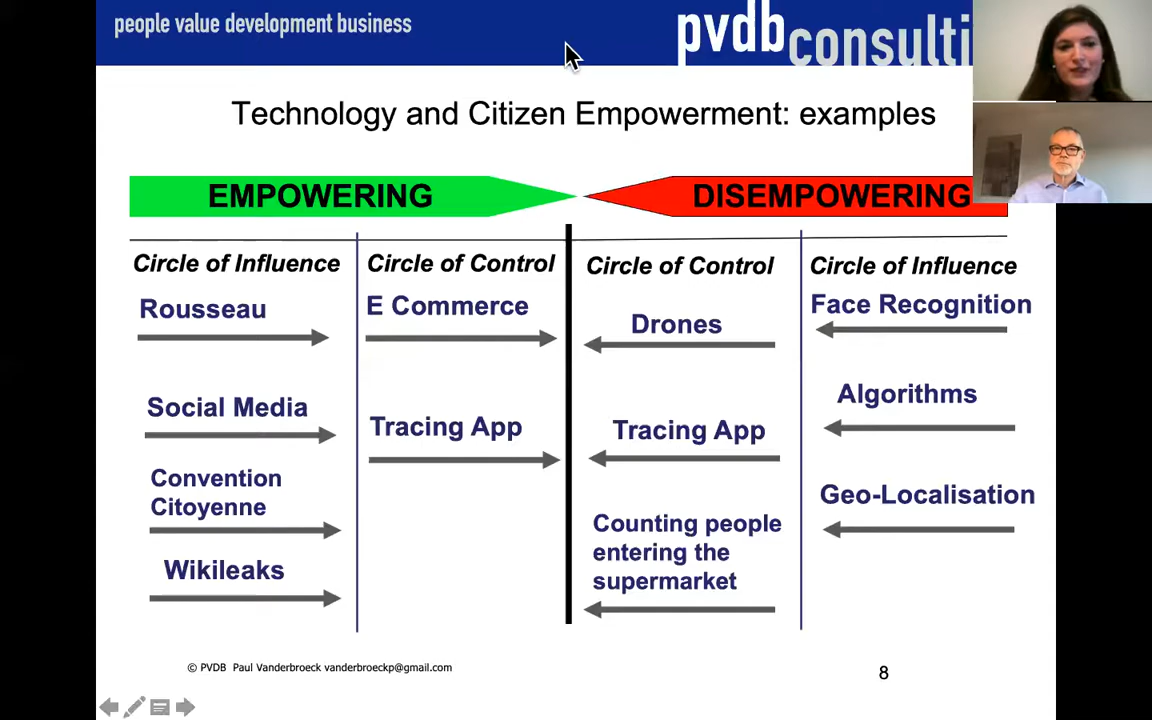 people value development business
pvdbconsulti
Technology and Citizen Empowerment: examples
EMPOWERING
DISEMPOWERING
Circle of Influence
Circle of Control
Circle of Control
Circle of Influence
Rousseau
E Commerce
Drones
Face Recognition
Social Media
Tracing App
Tracing App
Algorithms
Convention
Citoyenne
Geo-Localisation
Wikileaks
Counting people
entering the
supermarket
© PVDB Paul Vanderbroeck vanderbroeckp@gmail.com
8